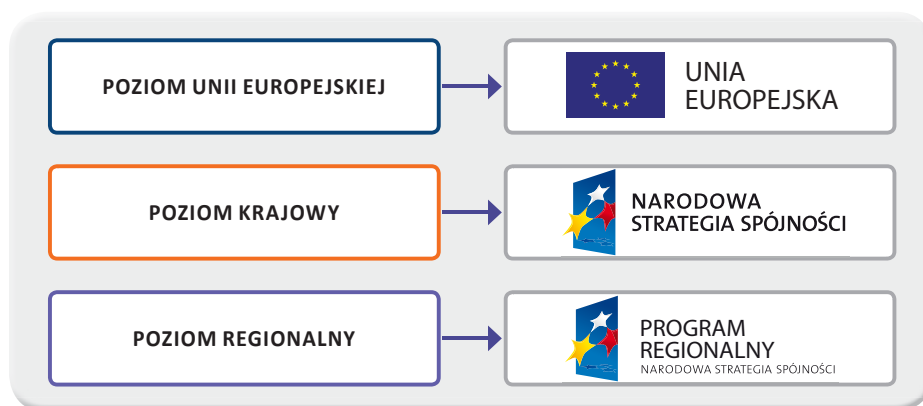 POZIOM UNII EUROPEJSKIEJ
UNIA
EUROPEJSKA
POZIOM KRAJOWY
NARODOWA
STRATEGIA SPÓJNOŚCI
POZIOM REGIONALNY
PROGRAM
REGIONALNY
NARODOWA STRATEGIA SPÓJNOŚCI